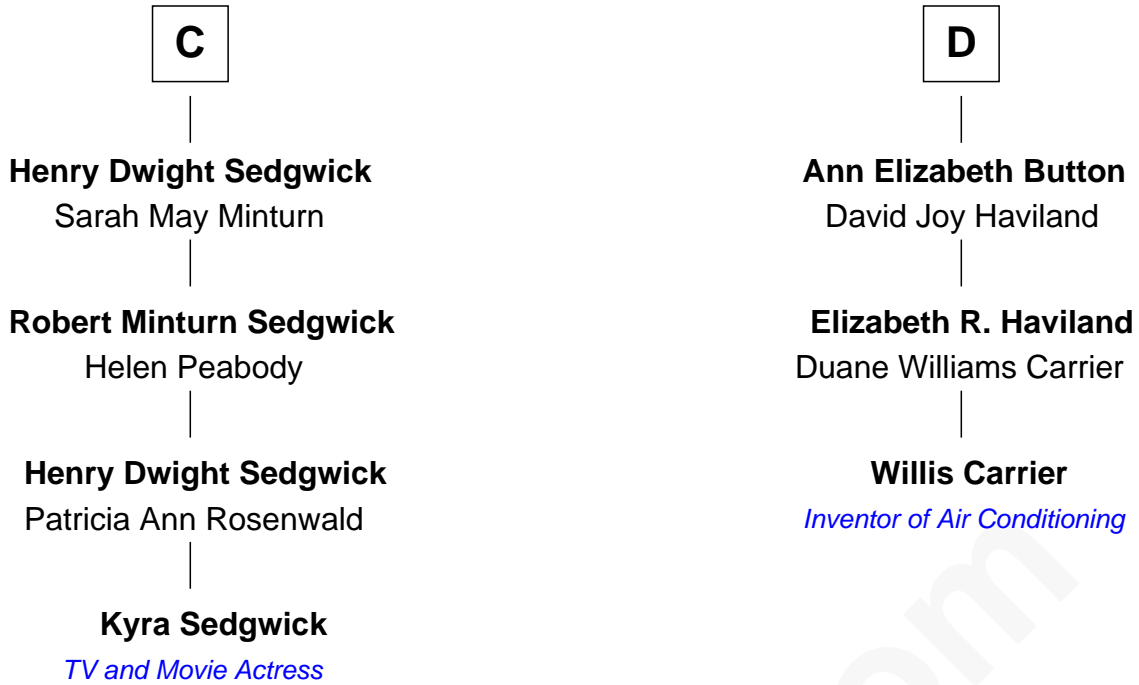 C
Henry Dwight Sedgwick
Sarah May Minturn
Robert Minturn Sedgwick
Helen Peabody
Henry Dwight Sedgwick
Patricia Ann Rosenwald
Kyra Sedgwick
TV and Movie Actress
D
Ann Elizabeth Button
David Joy Haviland
Elizabeth R. Haviland
Duane Williams Carrier
Willis Carrier
Inventor of Air Conditioning
om